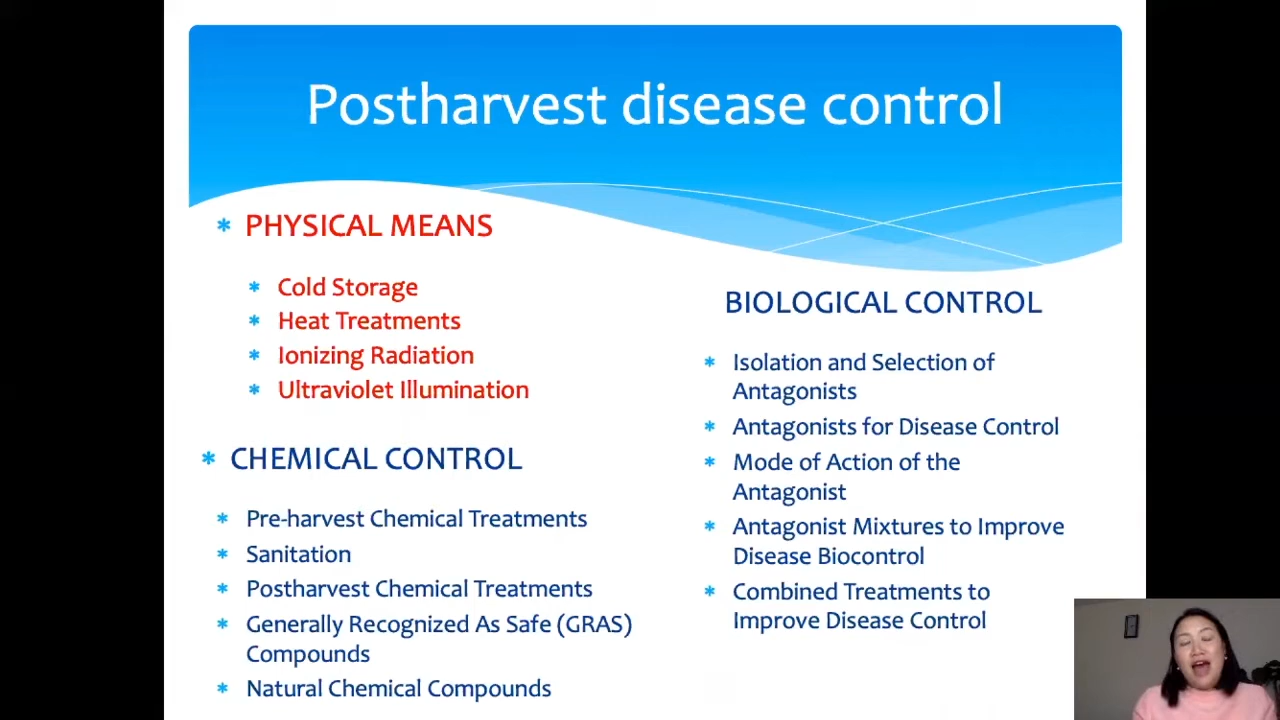 Postharvest disease control
* PHYSICAL MEANS
* Cold Storage
* Heat Treatments
* Ionizing Radiation
* Ultraviolet Illumination
* CHEMICAL CONTROL
* Pre-harvest Chemical Treatments
* Sanitation
* Postharvest Chemical Treatments
* Generally Recognized As Safe (GRAS)
Compounds
* Natural Chemical Compounds
BIOLOGICAL CONTROL
* Isolation and Selection of
Antagonists
* Antagonists for Disease Control
* Mode of Action of the
Antagonist
* Antagonist Mixtures to Improve
Disease Biocontrol
* Combined Treatments to
Improve Disease Control